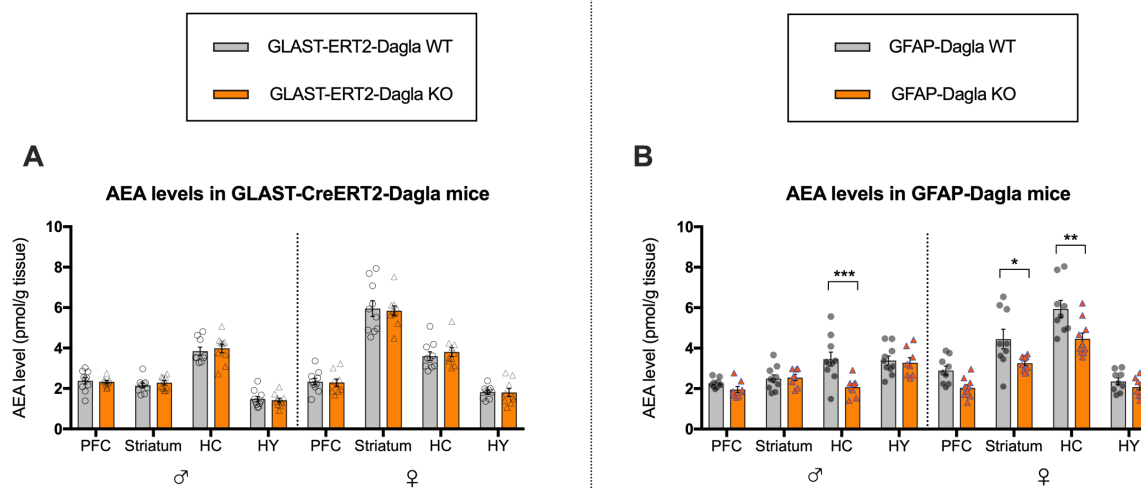 GLAST-ERT2-Dagla WT
GLAST-ERT2-Dagla KO
A
AEA levels in GLAST-CreERT2-Dagla mice
AEA level (pmol/g tissue)
10
8
6
4
2
0
PFC Striatum HC HY PFC Striatum HC HY
♂ ♀
GFAP-Dagla WT
GFAP-Dagla KO
B
AEA levels in GFAP-Dagla mice
AEA level (pmol/g tissue)
10
8
6
4
2
0
***
*
**
PFC Striatum HC HY PFC Striatum HC HY
♂ ♀